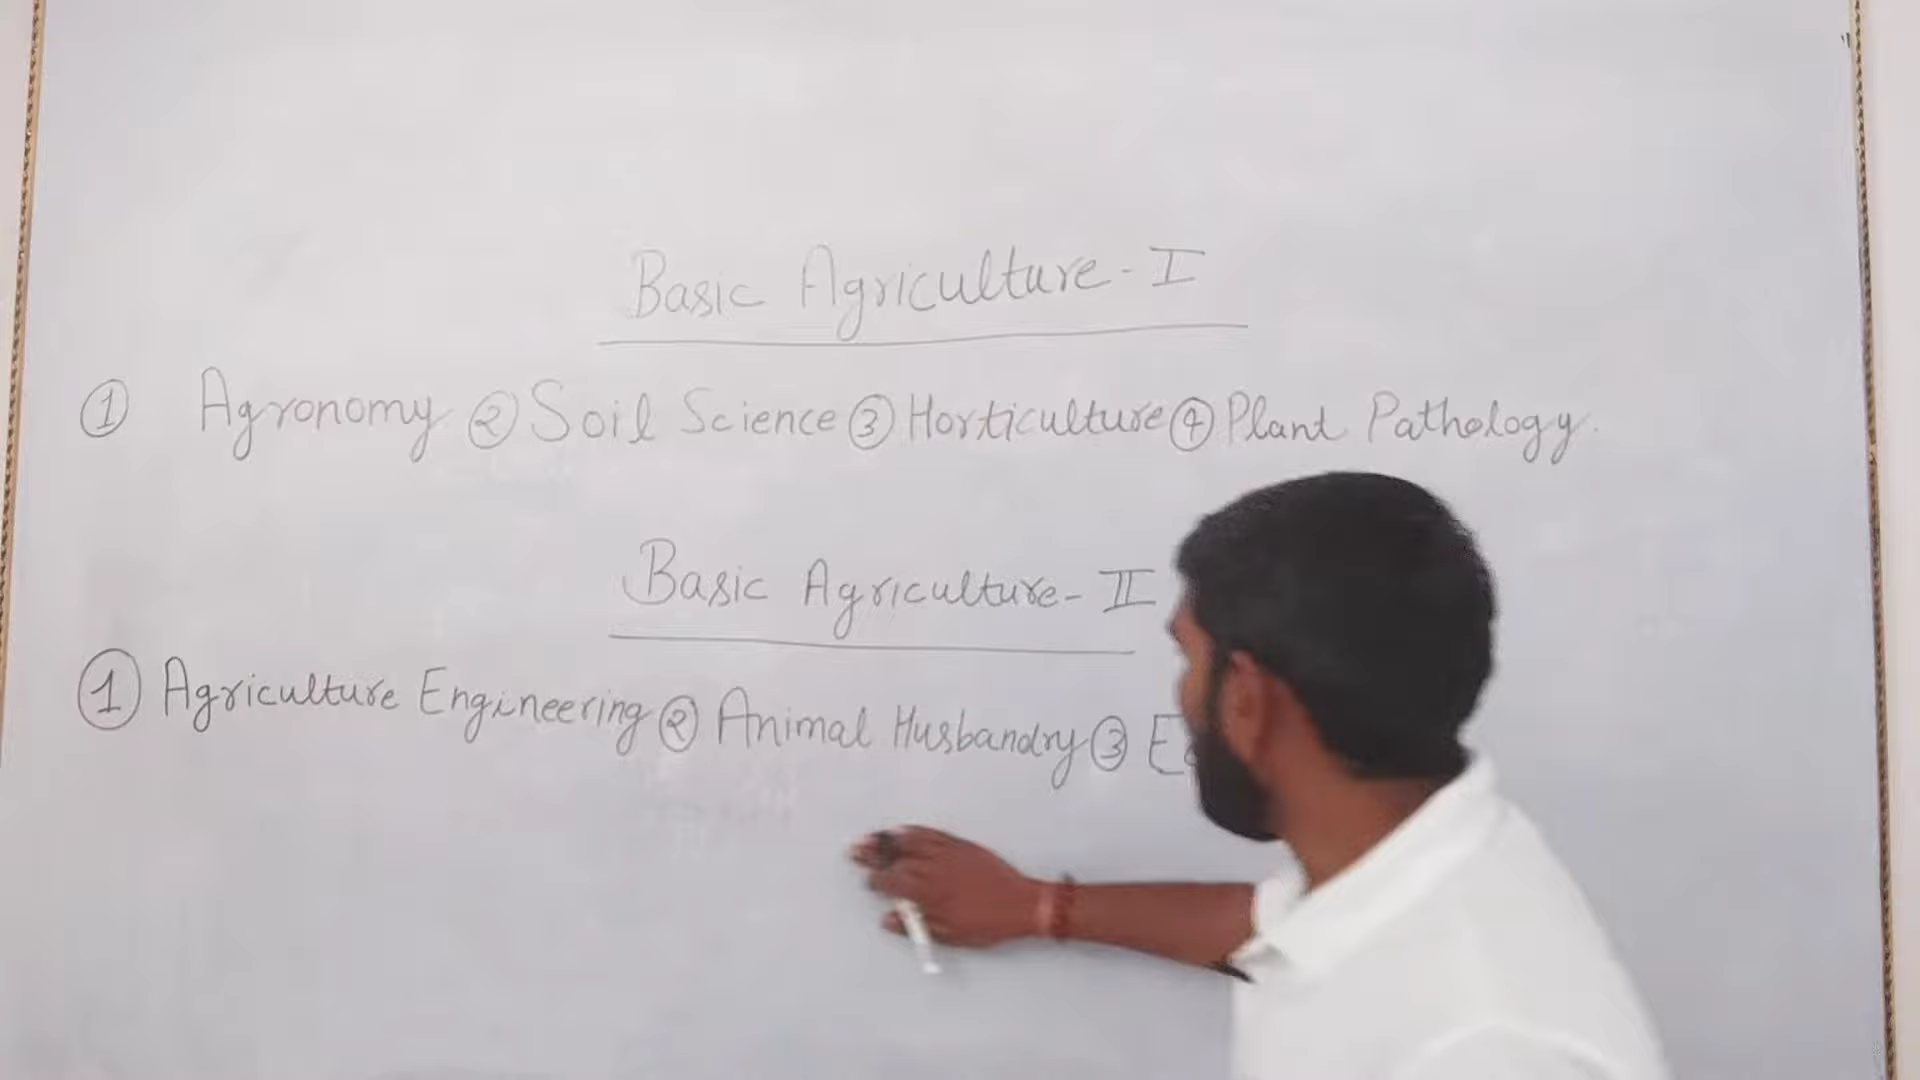 Basic Agriculture - I
① Agronomy ② Soil Science ③ Horticulture ④ Plant Pathology.
Basic Agriculture - II
① Agriculture Engineering ② Animal Husbandry ③